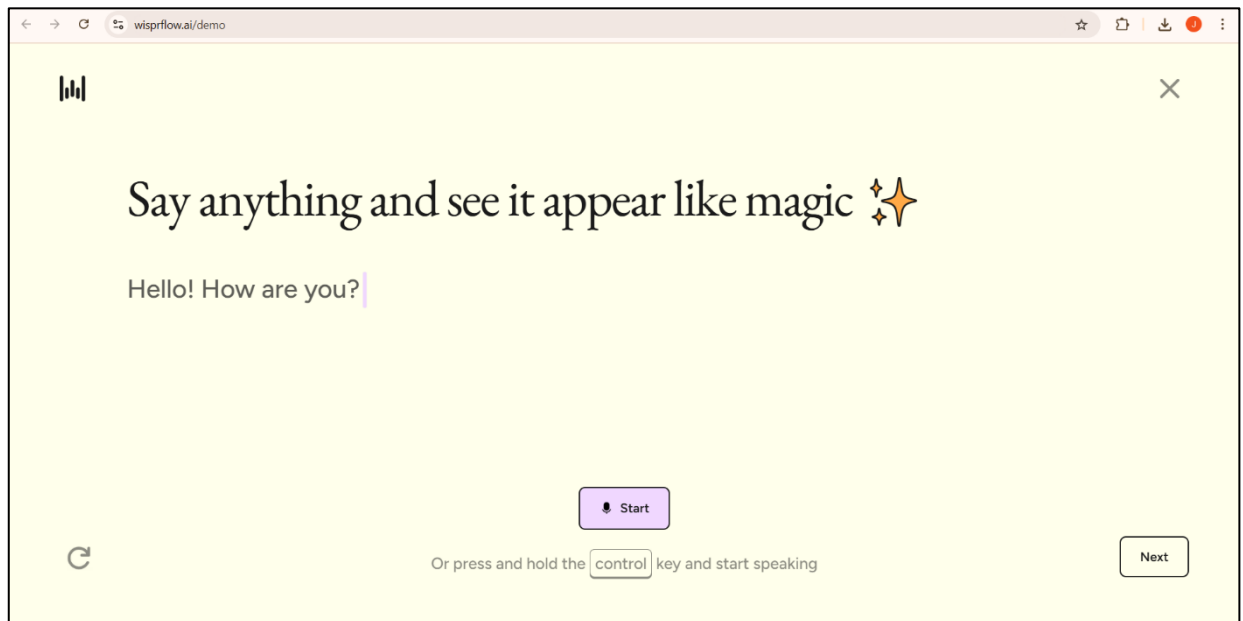 wisprflow.ai/demo
J
Say anything and see it appear like magic ✨
Hello! How are you?
Start
Or press and hold the control key and start speaking
Next